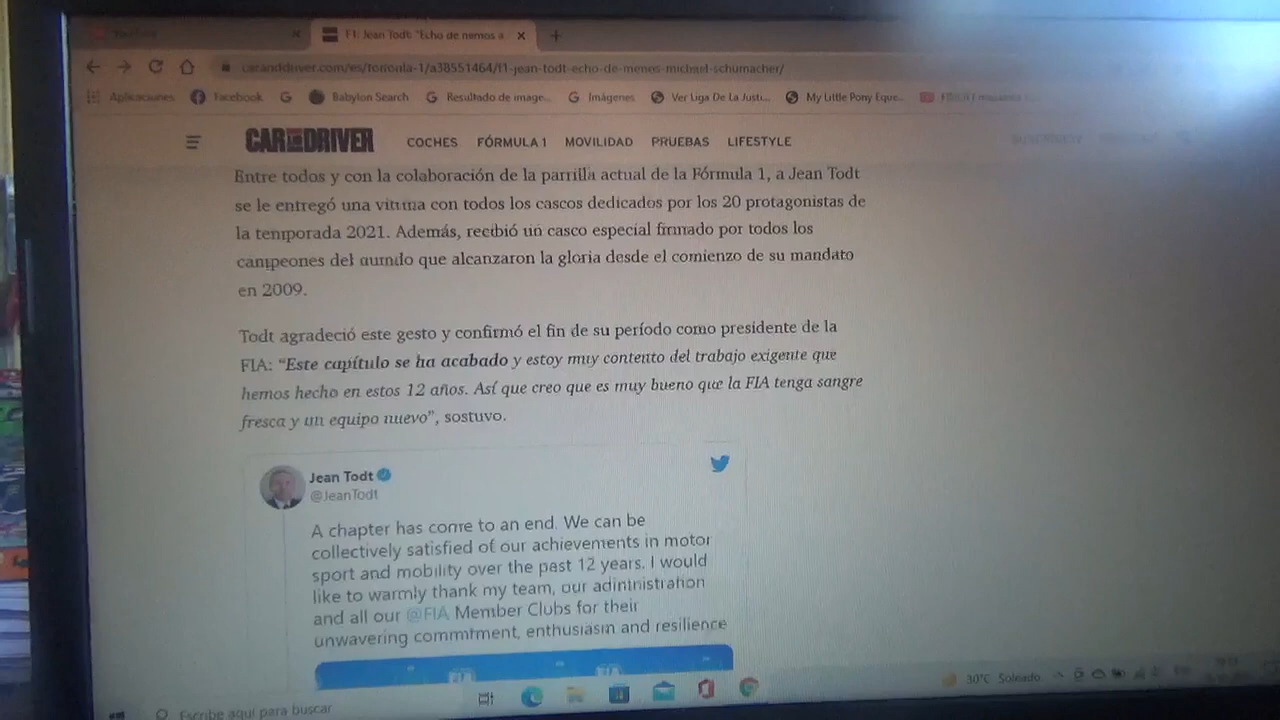 YouTube
F1: Jean Todt: "Echo de menos a
caranddriver.com/es/formula-1/a38551464/f1-jean-todt-echo-de-menos-michael-schumacher/
Aplicaciones Facebook G Babylon Search Resultado de image... Imágenes Ver Liga De La Justi... My Little Pony Eque...
CAR AND DRIVER COCHES FÓRMULA 1 MOVILIDAD PRUEBAS LIFESTYLE
Entre todos y con la colaboración de la parrilla actual de la Fórmula 1, a Jean Todt
se le entregó una vitrina con todos los cascos dedicados por los 20 protagonistas de
la temporada 2021. Además, recibió un casco especial firmado por todos los
campeones del mundo que alcanzaron la gloria desde el comienzo de su mandato
en 2009.
Todt agradeció este gesto y confirmó el fin de su período como presidente de la
FIA: "Este capítulo se ha acabado y estoy muy contento del trabajo exigente que
hemos hecho en estos 12 años. Así que creo que es muy bueno que la FIA tenga sangre
fresca y un equipo nuevo", sostuvo.
Jean Todt
@JeanTodt
A chapter has come to an end. We can be
collectively satisfied of our achievements in motor
sport and mobility over the past 12 years. I would
like to warmly thank my team, our administration
and all our @FIA Member Clubs for their
unwavering commtment, enthusiasm and resilience
30°C Soleado
Escribe aquí para buscar